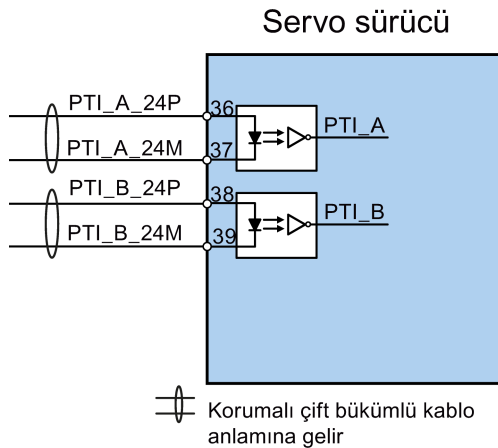 Servo sürücü
PTI_A_24P
36
PTI_A
PTI_A_24M
37
PTI_B_24P
38
PTI_B
PTI_B_24M
39
Korumalı çift bükümlü kablo
anlamına gelir